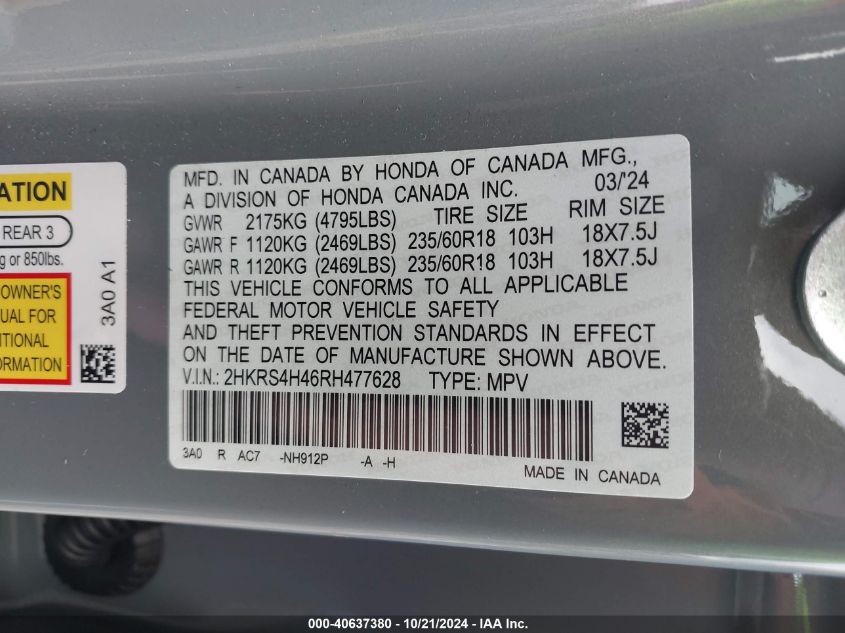 ATION
REAR 3
g or 850lbs.
OWNER'S
UAL FOR
ITIONAL
ORMATION
3A0 A1
MFD. IN CANADA BY HONDA OF CANADA MFG.,
A DIVISION OF HONDA CANADA INC. 03/'24
GVWR 2175KG (4795LBS) TIRE SIZE RIM SIZE
GAWR F 1120KG (2469LBS) 235/60R18 103H 18X7.5J
GAWR R 1120KG (2469LBS) 235/60R18 103H 18X7.5J
THIS VEHICLE CONFORMS TO ALL APPLICABLE
FEDERAL MOTOR VEHICLE SAFETY
AND THEFT PREVENTION STANDARDS IN EFFECT
ON THE DATE OF MANUFACTURE SHOWN ABOVE.
V.I.N.: 2HKRS4H46RH477628 TYPE: MPV
3A0 R AC7 -NH912P -A -H
MADE IN CANADA
000-40637380 - 10/21/2024 - IAA Inc.